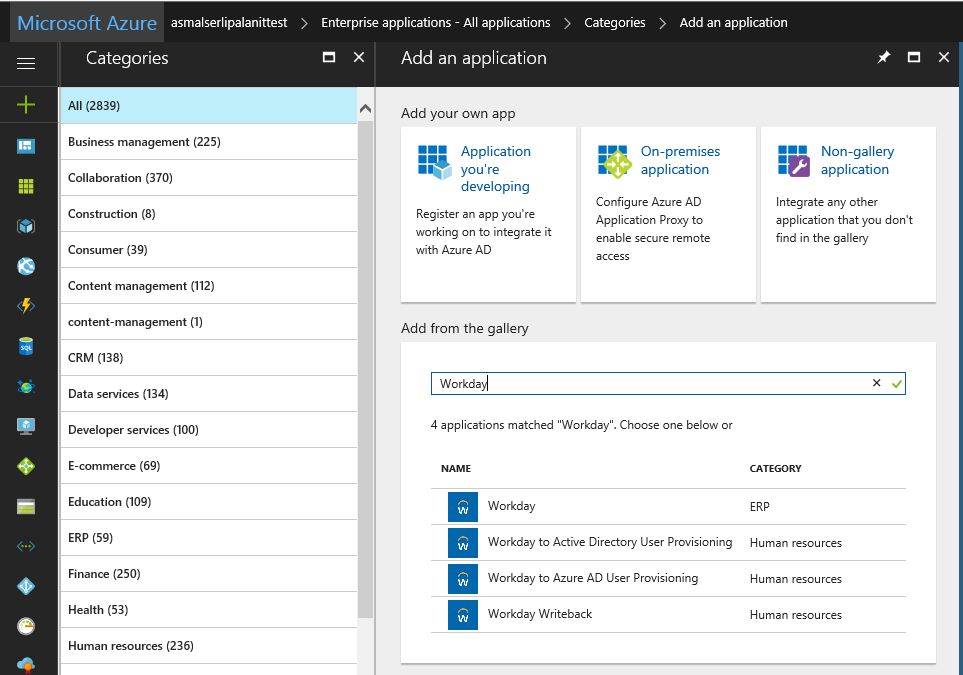 Microsoft Azure asmalserlipalanittest > Enterprise applications - All applications > Categories > Add an application
Categories
All (2839)
Business management (225)
Collaboration (370)
Construction (8)
Consumer (39)
Content management (112)
content-management (1)
CRM (138)
Data services (134)
Developer services (100)
E-commerce (69)
Education (109)
ERP (59)
Finance (250)
Health (53)
Human resources (236)
Add an application
Add your own app
Application
you're
developing
Register an app you're
working on to integrate it
with Azure AD
On-premises
application
Configure Azure AD
Application Proxy to
enable secure remote
access
Non-gallery
application
Integrate any other
application that you don't
find in the gallery
Add from the gallery
Workday
4 applications matched "Workday". Choose one below or
NAME CATEGORY
Workday ERP
Workday to Active Directory User Provisioning Human resources
Workday to Azure AD User Provisioning Human resources
Workday Writeback Human resources